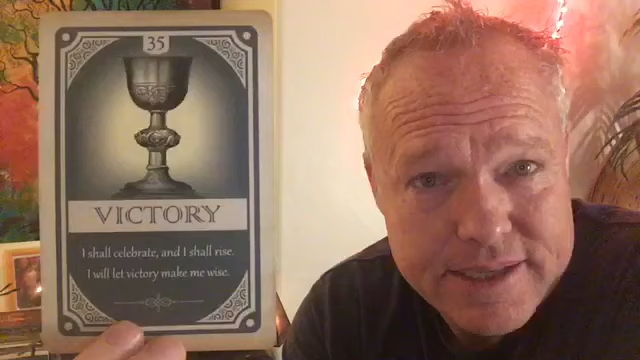 35
VICTORY
I shall celebrate, and I shall rise.
I will let victory make me wise.